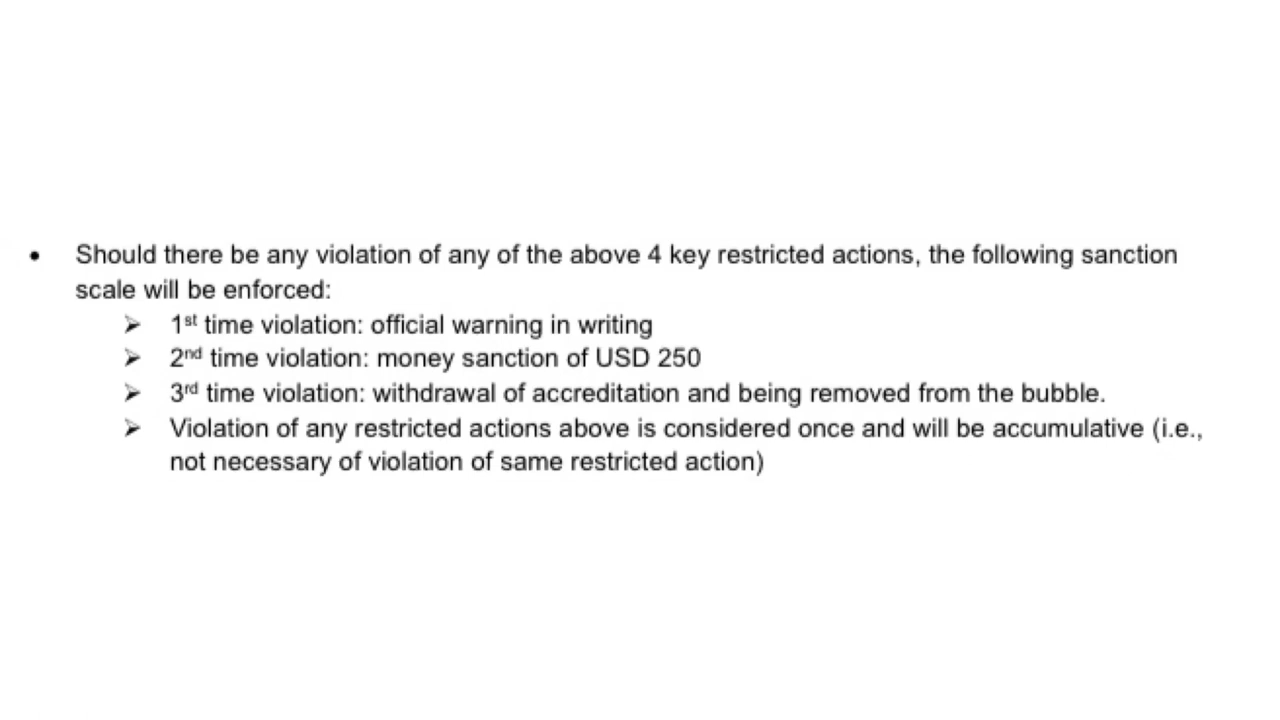 • Should there be any violation of any of the above 4 key restricted actions, the following sanction
scale will be enforced:
➢ 1st time violation: official warning in writing
➢ 2nd time violation: money sanction of USD 250
➢ 3rd time violation: withdrawal of accreditation and being removed from the bubble.
➢ Violation of any restricted actions above is considered once and will be accumulative (i.e.,
not necessary of violation of same restricted action)